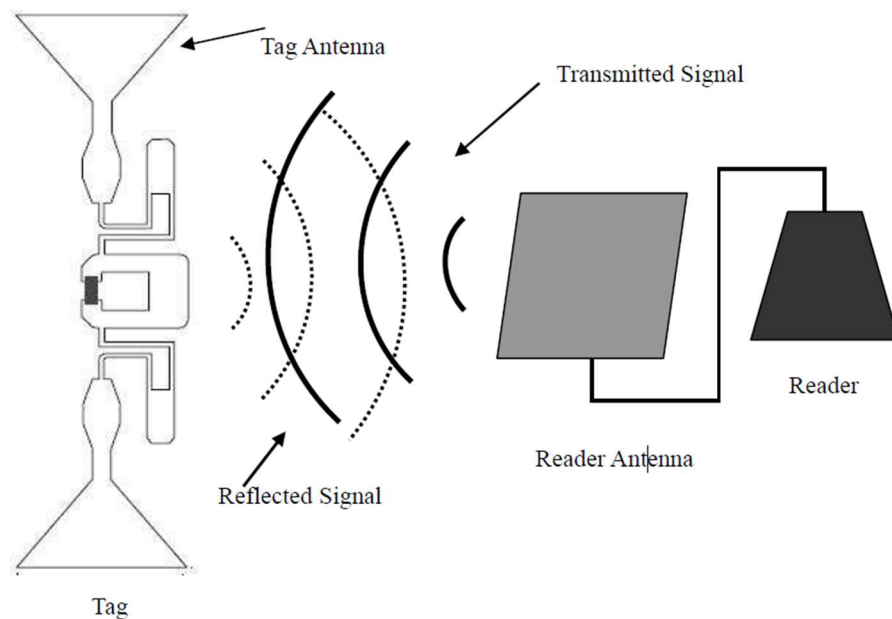 Tag Antenna
Transmitted Signal
Reader
Reader Antenna
Reflected Signal
Tag